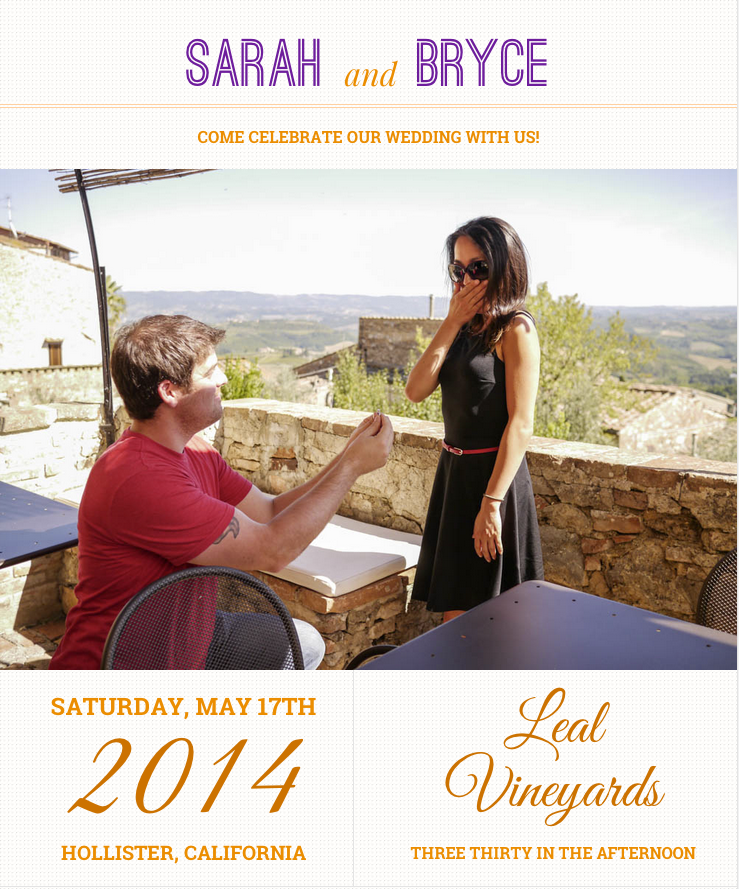 SARAH and BRYCE
COME CELEBRATE OUR WEDDING WITH US!
SATURDAY, MAY 17TH
2014
HOLLISTER, CALIFORNIA
Leal
Vineyards
THREE THIRTY IN THE AFTERNOON